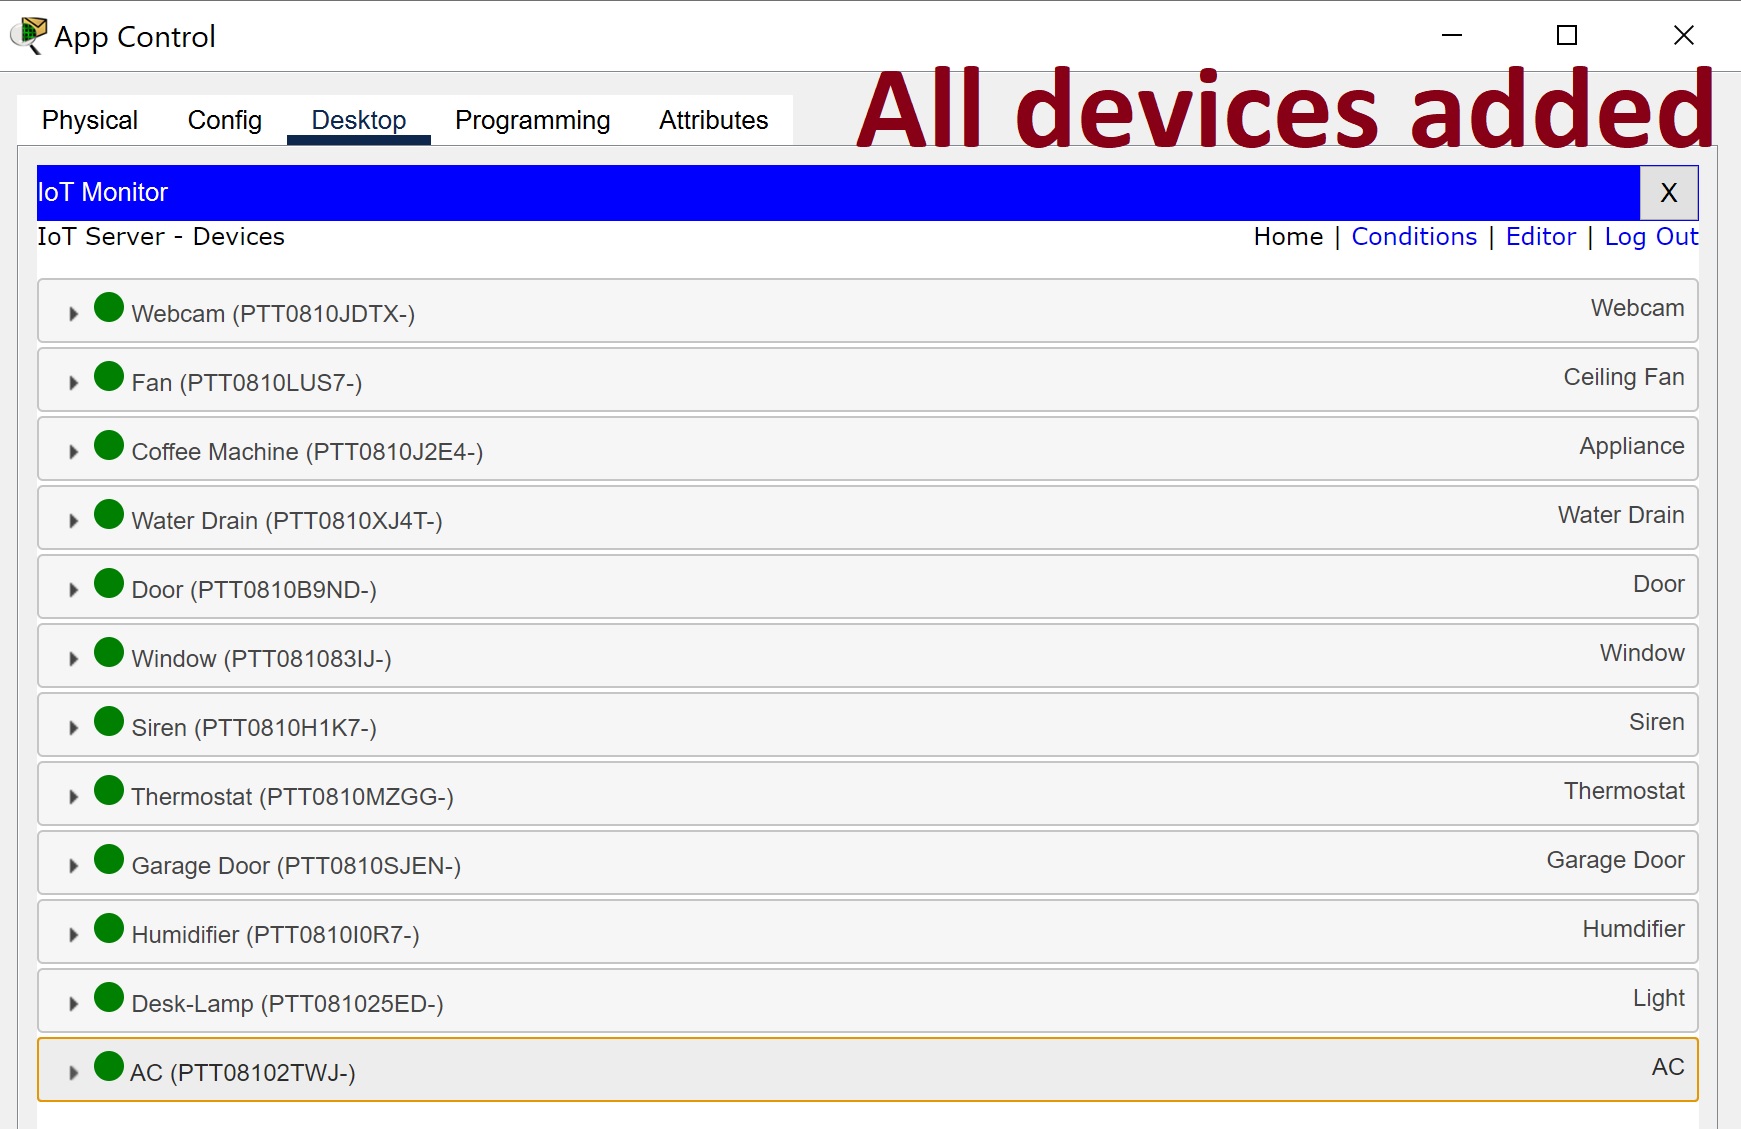 App Control
All devices added
Physical Config Desktop Programming Attributes
IoT Monitor X
IoT Server - Devices Home | Conditions | Editor | Log Out
Webcam (PTT0810JDTX-) Webcam
Fan (PTT0810LUS7-) Ceiling Fan
Coffee Machine (PTT0810J2E4-) Appliance
Water Drain (PTT0810XJ4T-) Water Drain
Door (PTT0810B9ND-) Door
Window (PTT081083IJ-) Window
Siren (PTT0810H1K7-) Siren
Thermostat (PTT0810MZGG-) Thermostat
Garage Door (PTT0810SJEN-) Garage Door
Humidifier (PTT0810I0R7-) Humdifier
Desk-Lamp (PTT081025ED-) Light
AC (PTT08102TWJ-) AC